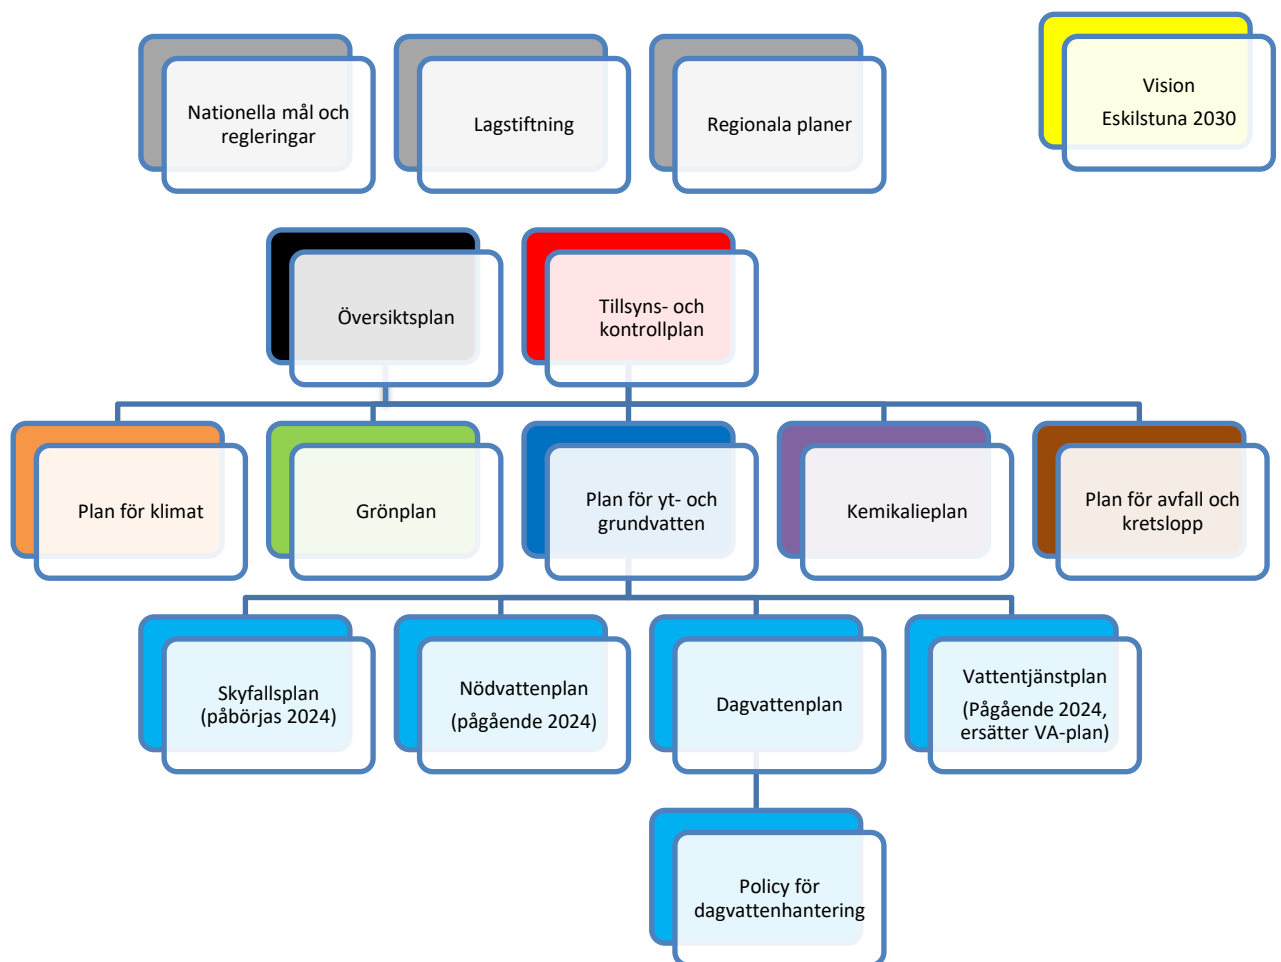 Nationella mål och
regleringar
Lagstiftning
Regionala planer
Vision
Eskilstuna 2030
Översiktsplan
Tillsyns- och
kontrollplan
Plan för klimat
Grönplan
Plan för yt- och
grundvatten
Kemikalieplan
Plan för avfall och
kretslopp
Skyfallsplan
(påbörjas 2024)
Nödvattenplan
(pågående 2024)
Dagvattenplan
Vattentjänstplan
(Pågående 2024,
ersätter VA-plan)
Policy för
dagvattenhantering